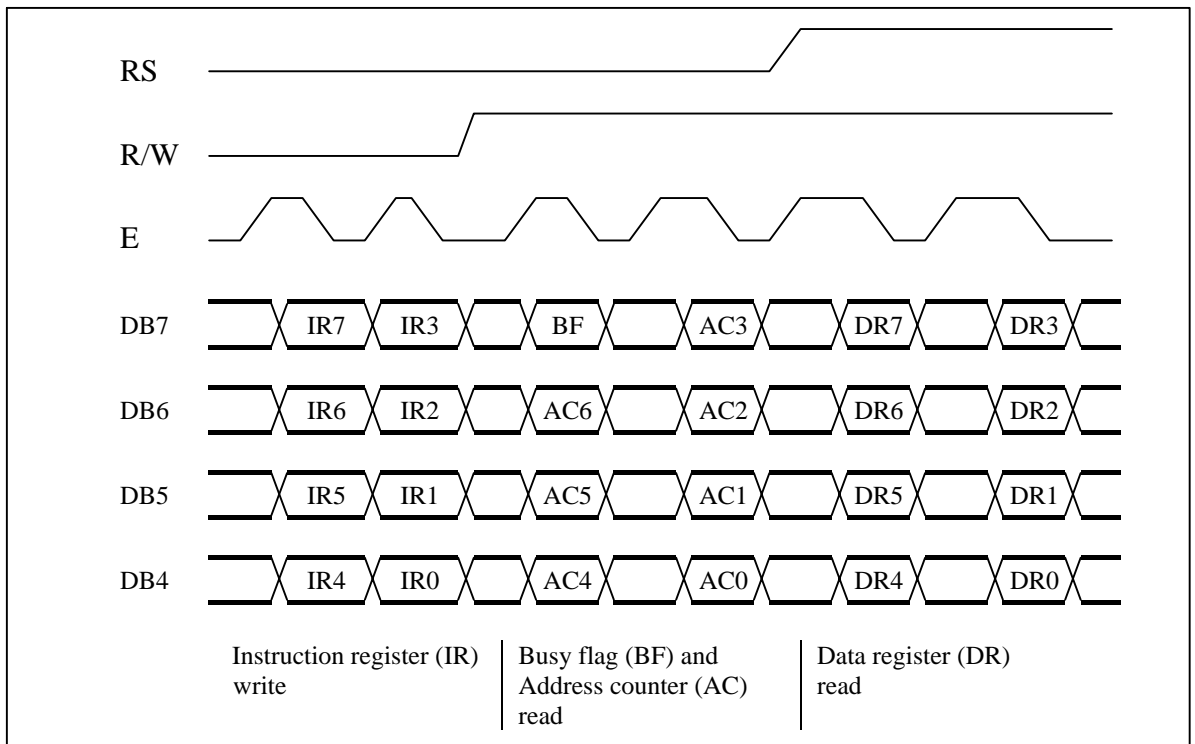 RS
R/W
E
DB7 IR7 IR3 BF AC3 DR7 DR3
DB6 IR6 IR2 AC6 AC2 DR6 DR2
DB5 IR5 IR1 AC5 AC1 DR5 DR1
DB4 IR4 IR0 AC4 AC0 DR4 DR0
Instruction register (IR)
write
Busy flag (BF) and
Address counter (AC)
read
Data register (DR)
read